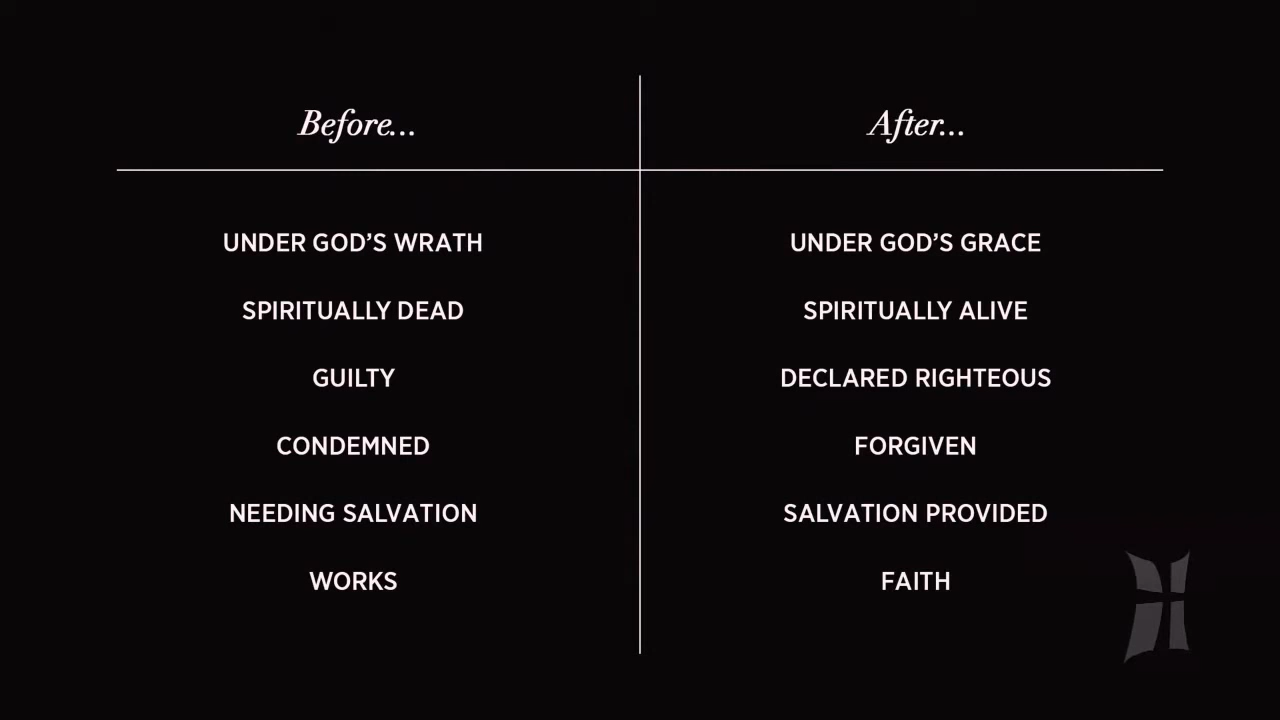 Before...
After...
UNDER GOD’S WRATH
UNDER GOD’S GRACE
SPIRITUALLY DEAD
SPIRITUALLY ALIVE
GUILTY
DECLARED RIGHTEOUS
CONDEMNED
FORGIVEN
NEEDING SALVATION
SALVATION PROVIDED
WORKS
FAITH